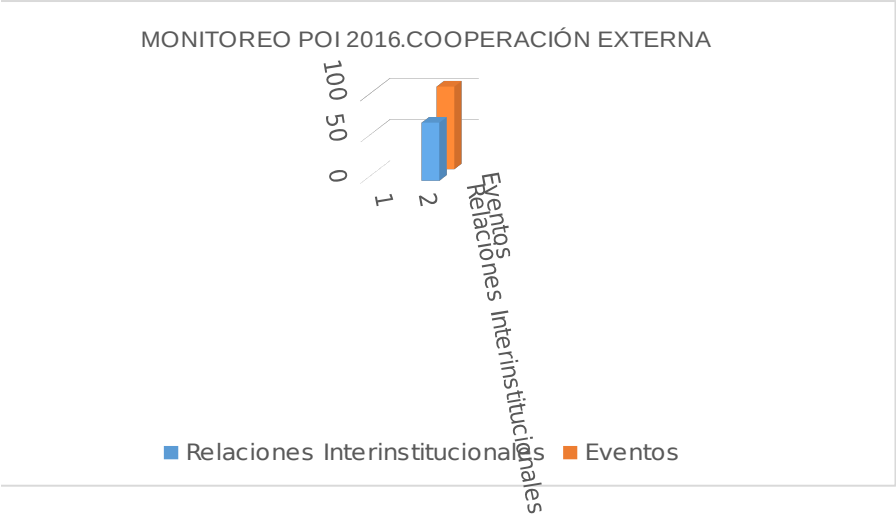 MONITOREO POI 2016.COOPERACIÓN EXTERNA
100
50
0
1
2
Eventos
Relaciones Interinstitucionales
Relaciones Interinstitucionales
Eventos